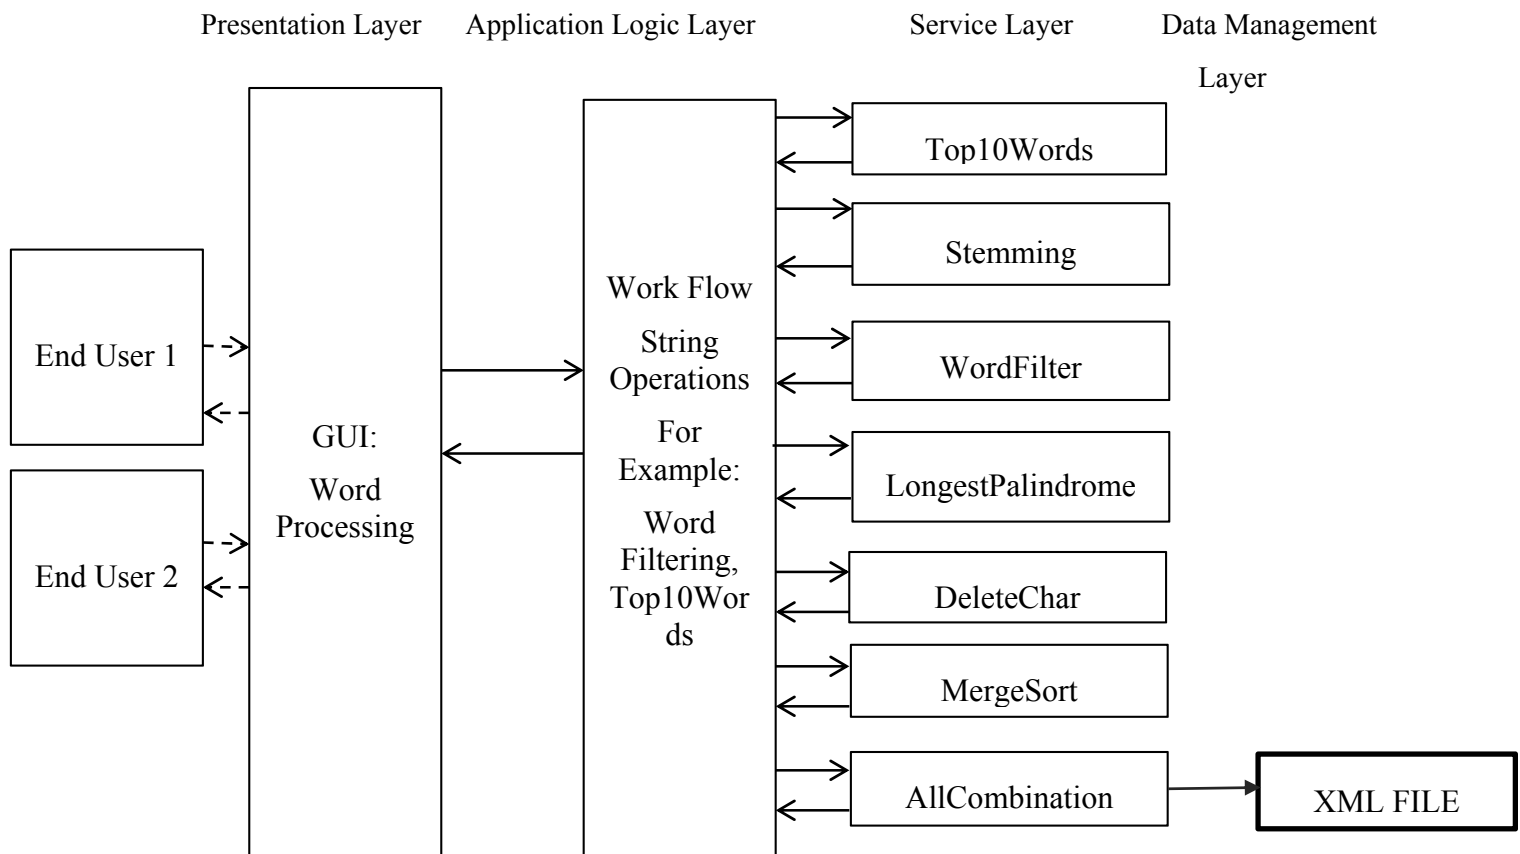 Presentation Layer
Application Logic Layer
Service Layer
Data Management
Layer
End User 1
End User 2
GUI:
Word
Processing
Work Flow
String
Operations
For
Example:
Word
Filtering,
Top10Wor
ds
Top10Words
Stemming
WordFilter
LongestPalindrome
DeleteChar
MergeSort
AllCombination
XML FILE